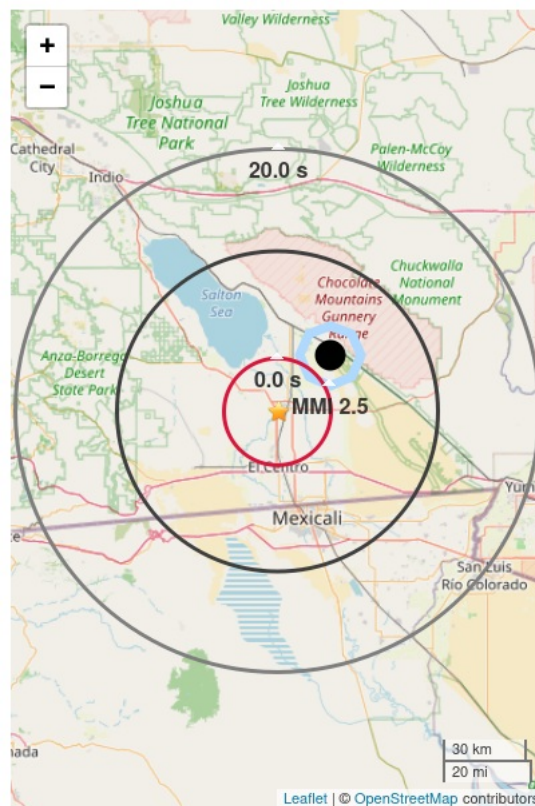 +
−
Valley Wilderness
Joshua
Tree National
Park
Joshua
Tree Wilderness
Cathedral
City
Indio
Palen-McCoy
Wilderness
20.0 s
Salton
Sea
Chocolate
Mountains
Gunnery
Range
Chuckwalla
National
Monument
Anza-Borrego
Desert
State Park
0.0 s
MMI 2.5
El Centro
Mexicali
Yum
te
San Luis
Río Colorado
nada
30 km
20 mi
Leaflet | © OpenStreetMap contributors